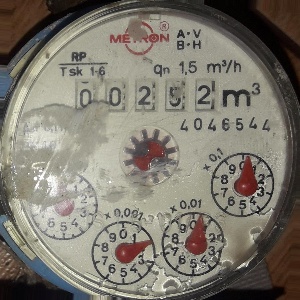 METRON ®
A-V
B-H
RP
Tsk 1-6
qn 1,5 m³/h
00252 m³
4046544
x 0,1
x 0,01
x 0,001